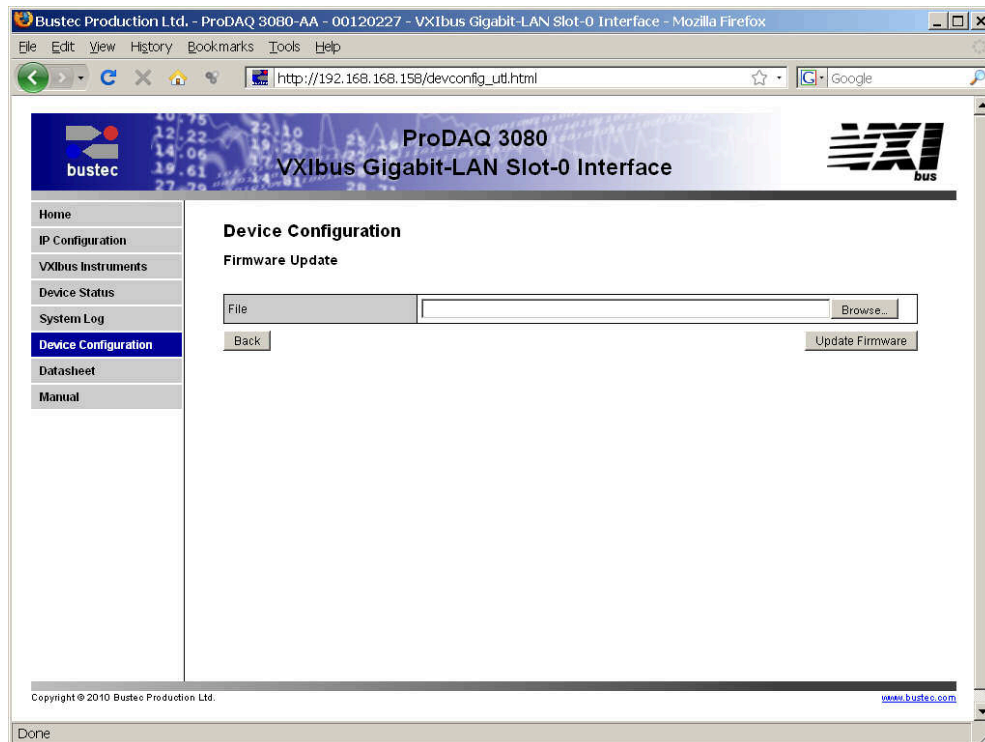 Bustec Production Ltd. - ProDAQ 3080-AA - 00120227 - VXIbus Gigabit-LAN Slot-0 Interface - Mozilla Firefox
File Edit View History Bookmarks Tools Help
http://192.168.168.158/devconfig_utl.html
G Google
bustec
ProDAQ 3080
VXIbus Gigabit-LAN Slot-0 Interface
VXI
bus
Home
IP Configuration
VXIbus Instruments
Device Status
System Log
Device Configuration
Datasheet
Manual
Device Configuration
Firmware Update
File
Browse...
Back
Update Firmware
Copyright © 2010 Bustec Production Ltd.
www.bustec.com
Done